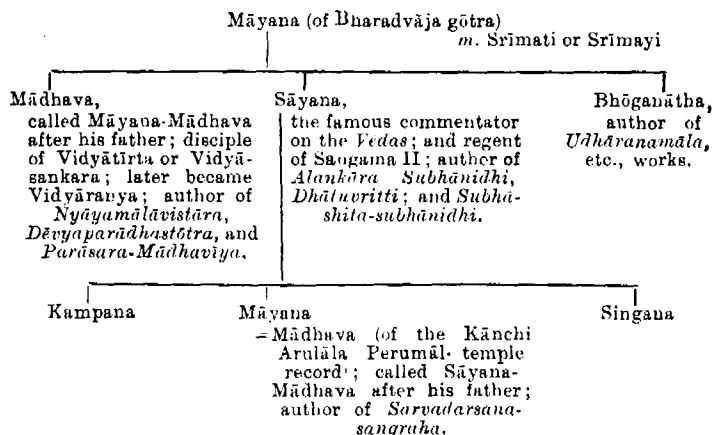 Māyana (of Bharadvāja gōtra)
m. Srīmati or Srīmayi
Mādhava,
called Māyana-Mādhava
after his father; disciple
of Vidyātīrta or Vidyā-
sankara; later became
Vidyāranya; author of
Nyāyamālāvistāra,
Dēvyaparādhastōtra, and
Parāsara-Mādhavīya.
Sāyana,
the famous commentator
on the Vedas; and regent
of Sangama II; author of
Alankāra Subhānidhi,
Dhātuvritti; and Subhā-
shita-subhānidhi.
Bhōganātha,
author of
Udhāranamāla,
etc., works.
Kampana
Māyana
=Mādhava (of the Kānchi
Arulāla Perumāl temple
record'; called Sāyana-
Mādhava after his father;
author of Sarvadarsana-
sangraha.
Singana